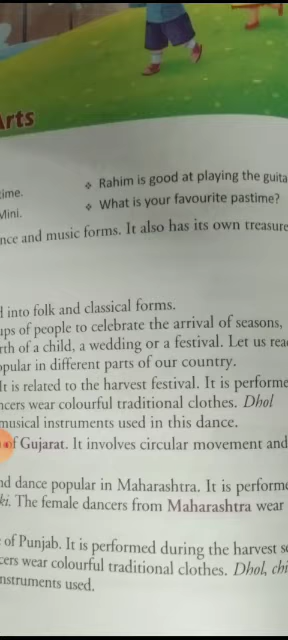 Arts
❖ Rahim is good at playing the guita
time.
❖ What is your favourite pastime?
Mini.
nce and music forms. It also has its own treasure
d into folk and classical forms.
ups of people to celebrate the arrival of seasons,
rth of a child, a wedding or a festival. Let us rea
opular in different parts of our country.
It is related to the harvest festival. It is performe
ncers wear colourful traditional clothes. Dhol
musical instruments used in this dance.
of Gujarat. It involves circular movement and
nd dance popular in Maharashtra. It is performe
ki. The female dancers from Maharashtra wear
of Punjab. It is performed during the harvest se
cers wear colourful traditional clothes. Dhol, chi
nstruments used.